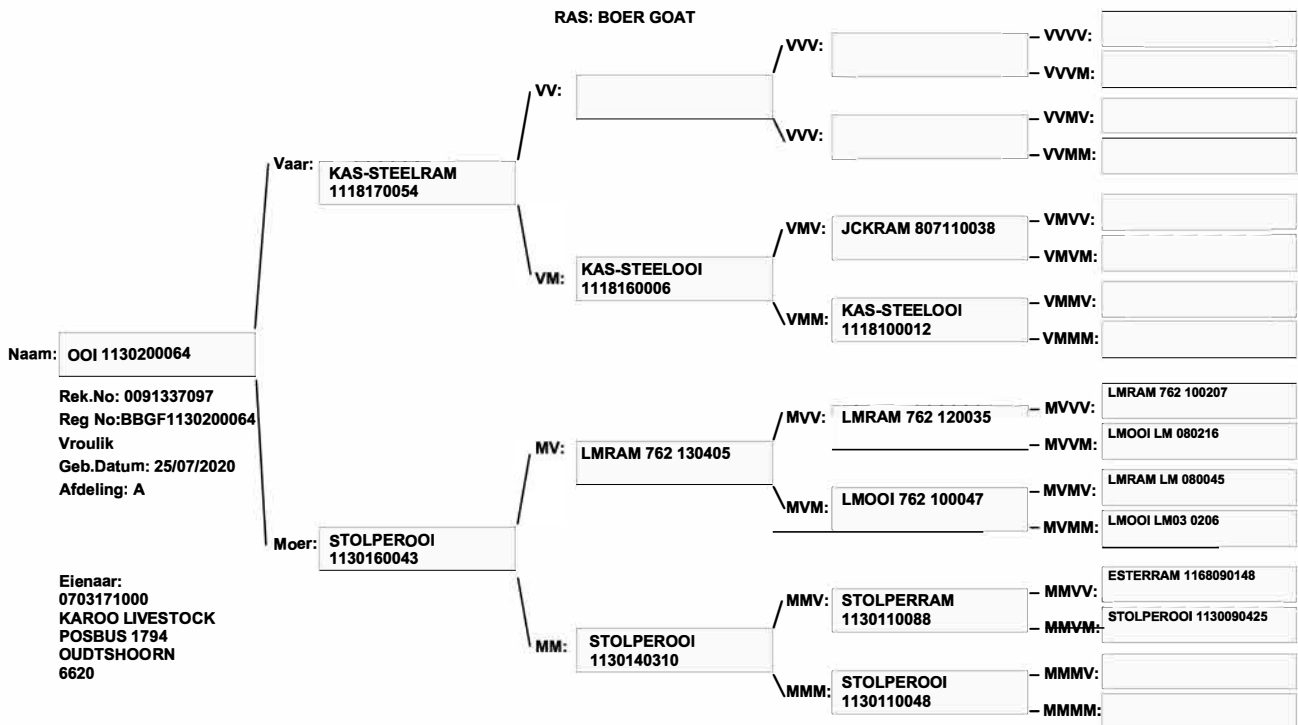 RAS: BOER GOAT
Naam: OOI 1130200064
Rek.No: 0091337097
Reg No:BBGF1130200064
Vroulik
Geb.Datum: 25/07/2020
Afdeling: A
Eienaar:
0703171000
KAROO LIVESTOCK
POSBUS 1794
OUDTSHOORN
6620
Vaar: KAS-STEELRAM
1118170054
Moer: STOLPEROOI
1130160043
VV:
VM: KAS-STEELOOI
1118160006
MV: LMRAM 762 130405
MM: STOLPEROOI
1130140310
VVV:
VVV:
VMV: JCKRAM 807110038
VMM: KAS-STEELOOI
1118100012
MVV: LMRAM 762 120035
MVM: LMOOI 762 100047
MMV: STOLPERRAM
1130110088
MMM: STOLPEROOI
1130110048
VVVV:
VVVM:
VVMV:
VVMM:
VMVV:
VMVM:
VMMV:
VMMM:
MVVV: LMRAM 762 100207
MVVM: LMOOI LM 080216
MVMV: LMRAM LM 080045
MVMM: LMOOI LM03 0206
MMVV: ESTERRAM 1168090148
MMVM: STOLPEROOI 1130090425
MMMV:
MMMM: